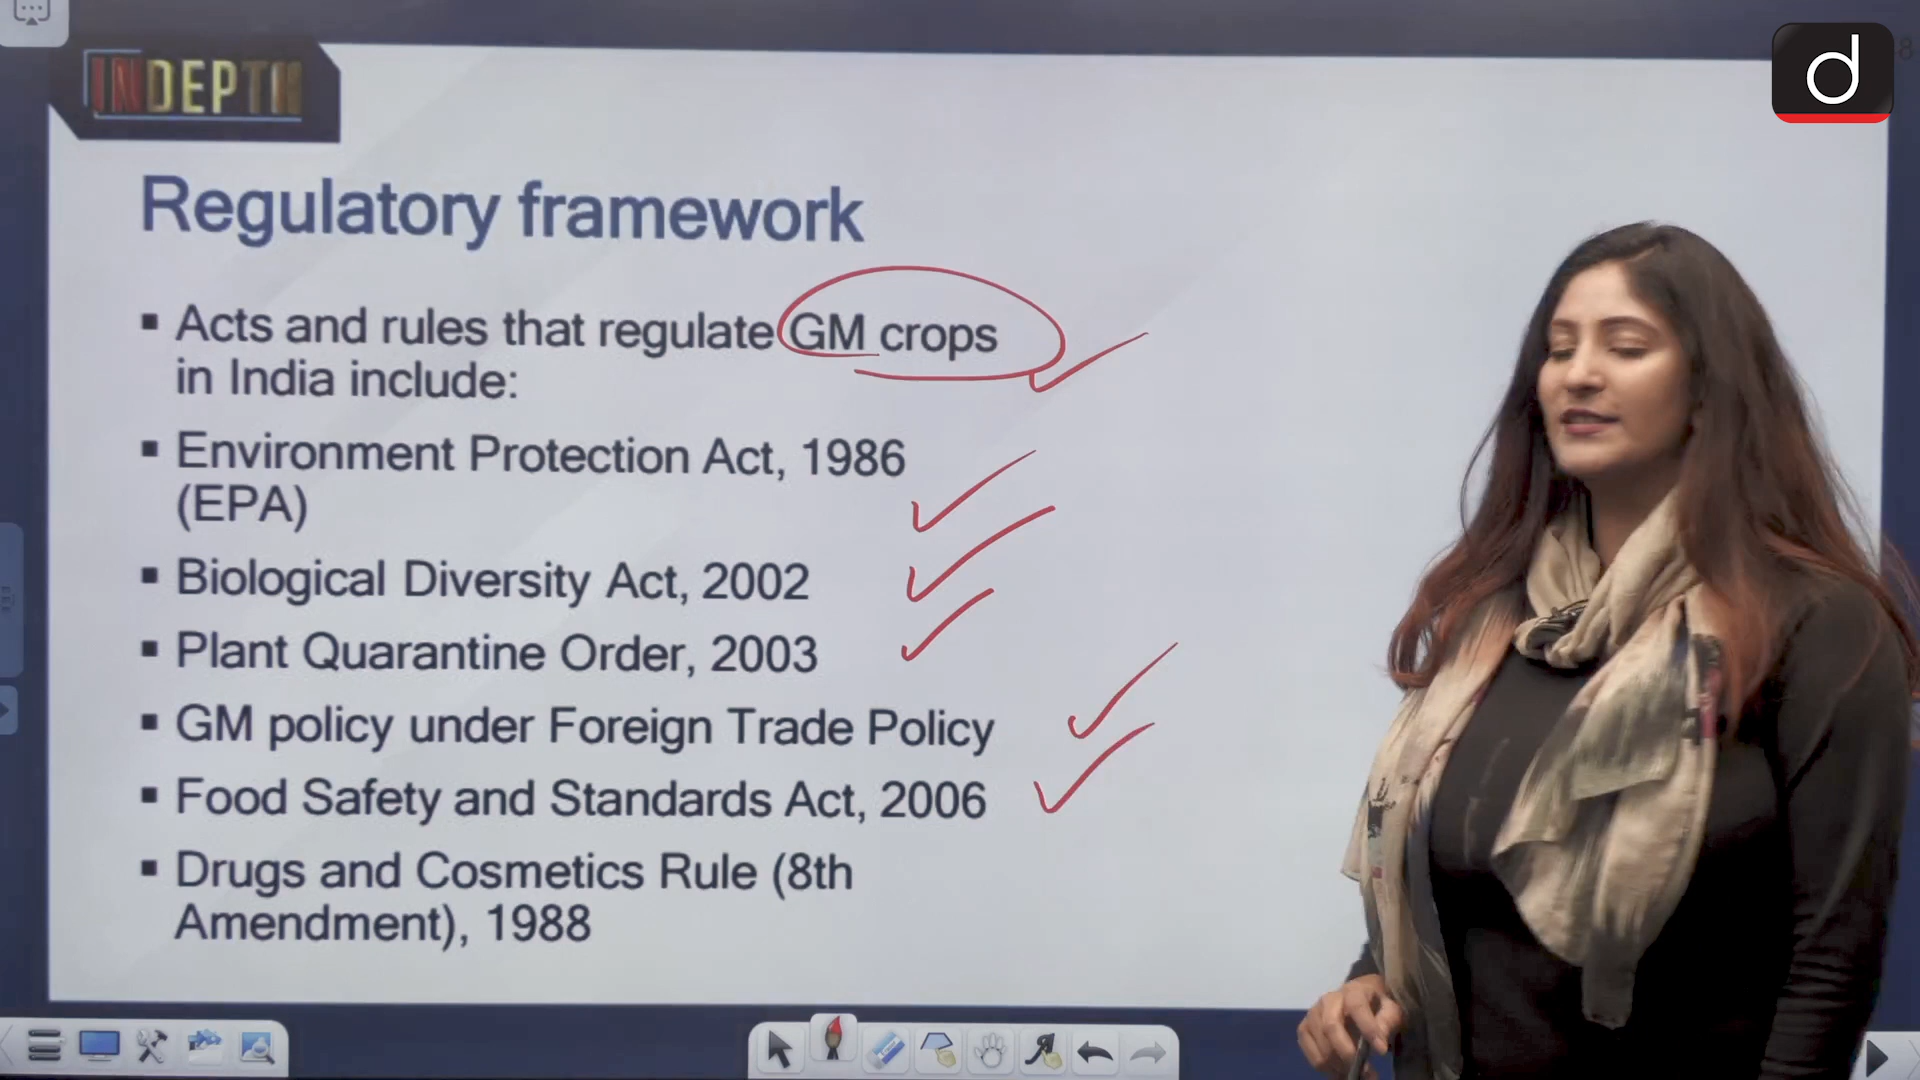 INDEPTH
d
8
Regulatory framework
▪ Acts and rules that regulate GM crops
in India include:
▪ Environment Protection Act, 1986
(EPA)
▪ Biological Diversity Act, 2002
▪ Plant Quarantine Order, 2003
▪ GM policy under Foreign Trade Policy
▪ Food Safety and Standards Act, 2006
▪ Drugs and Cosmetics Rule (8th
Amendment), 1988